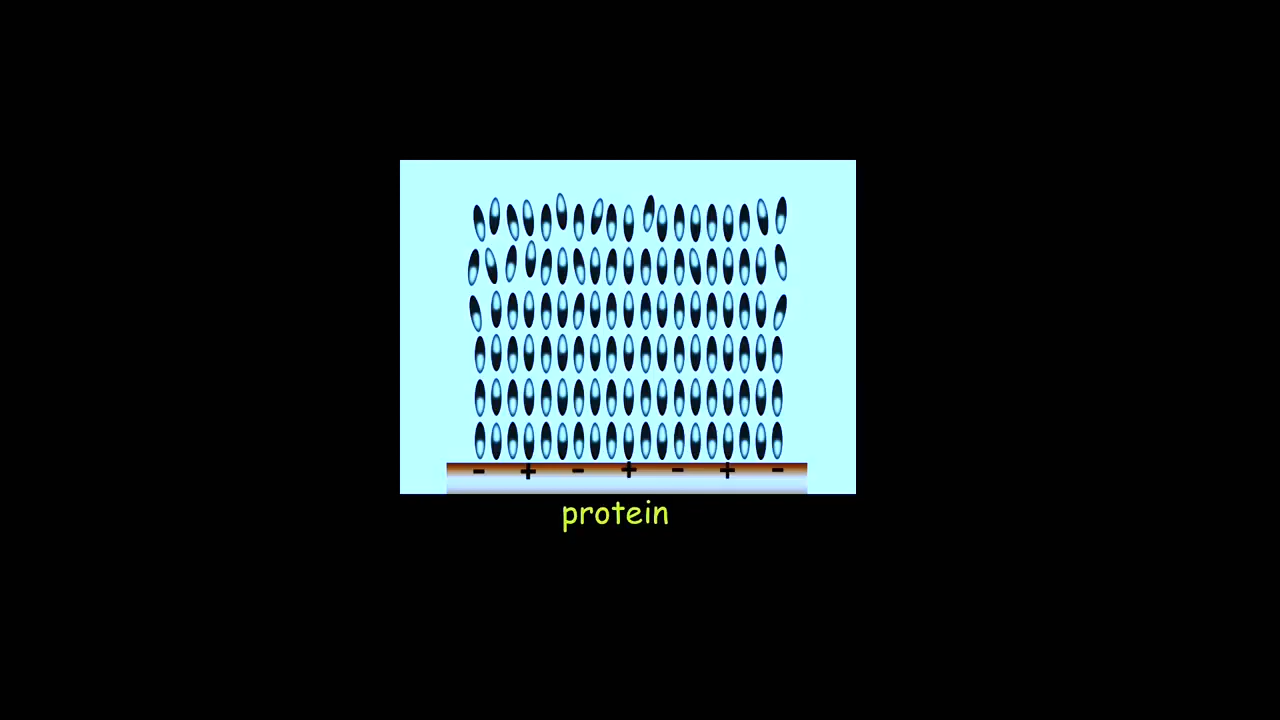 - + - + - + -
protein